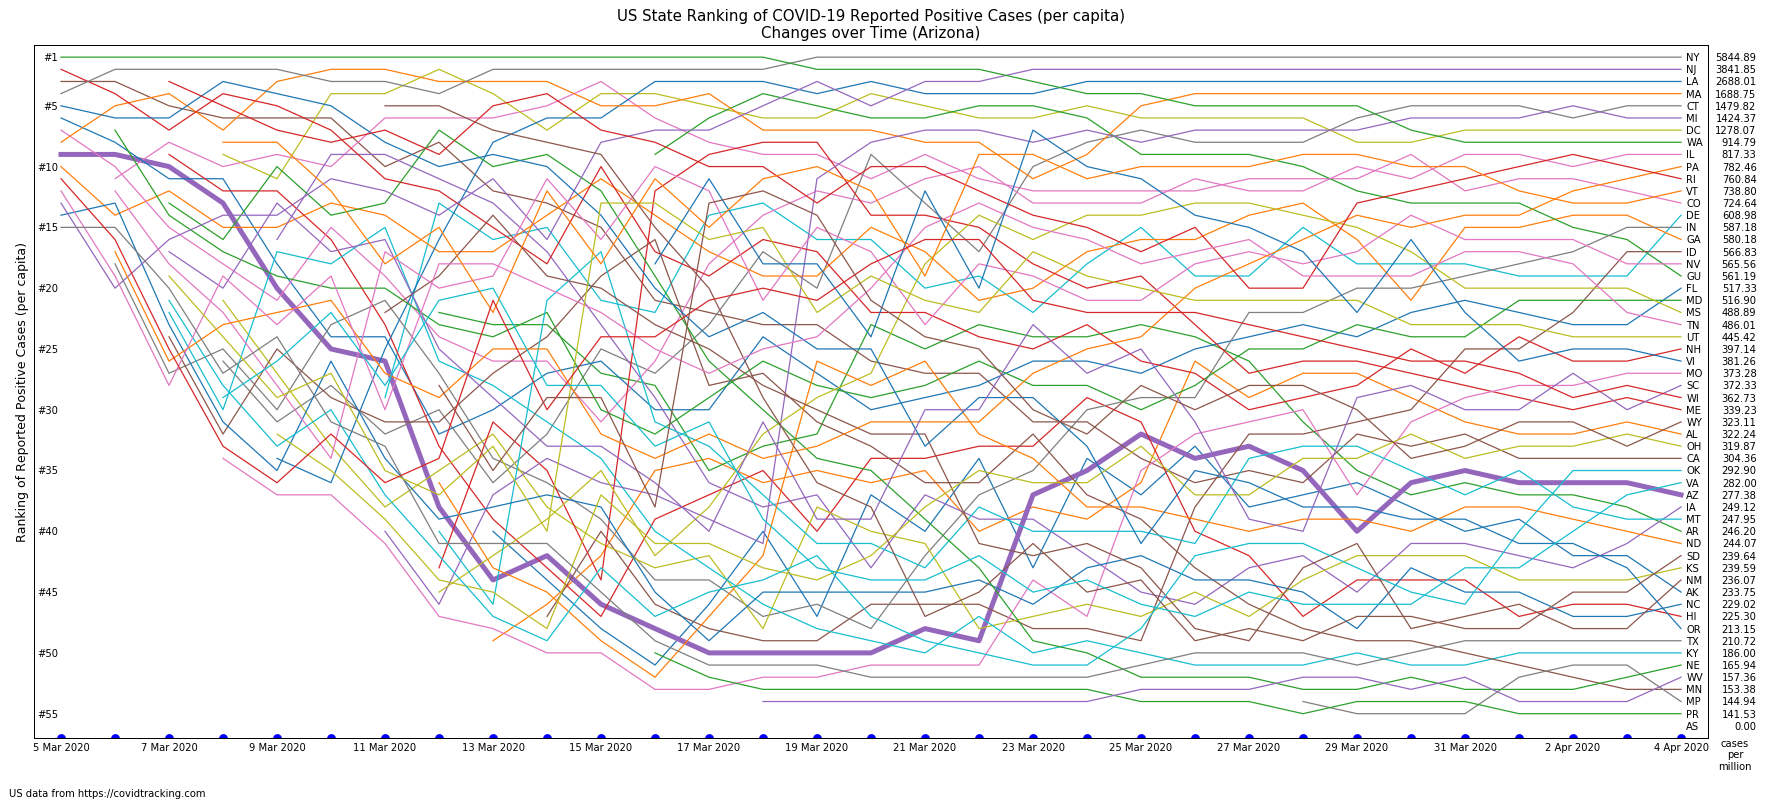 US State Ranking of COVID-19 Reported Positive Cases (per capita)
Changes over Time (Arizona)
Ranking of Reported Positive Cases (per capita)
#1
#5
#10
#15
#20
#25
#30
#35
#40
#45
#50
#55
NY 5844.89
NJ 3841.85
LA 2688.01
MA 1688.75
CT 1479.82
MI 1424.37
DC 1278.07
WA 914.79
IL 817.33
PA 782.46
RI 760.84
VT 738.80
CO 724.64
DE 608.98
IN 587.18
GA 580.18
ID 566.83
NV 565.56
GU 561.19
FL 517.33
MD 516.90
MS 488.89
TN 486.01
UT 445.42
NH 397.14
VI 381.26
MO 373.28
SC 372.33
WI 362.73
ME 339.23
WY 323.11
AL 322.24
OH 319.87
CA 304.36
OK 292.90
VA 282.00
AZ 277.38
IA 249.12
MT 247.95
AR 246.20
ND 244.07
SD 239.64
KS 239.59
NM 236.07
AK 233.75
NC 229.02
HI 225.30
OR 213.15
TX 210.72
KY 186.00
NE 165.94
WV 157.36
MN 153.38
MP 144.94
PR 141.53
AS 0.00
5 Mar 2020 7 Mar 2020 9 Mar 2020 11 Mar 2020 13 Mar 2020 15 Mar 2020 17 Mar 2020 19 Mar 2020 21 Mar 2020 23 Mar 2020 25 Mar 2020 27 Mar 2020 29 Mar 2020 31 Mar 2020 2 Apr 2020 4 Apr 2020
cases
per
million
US data from https://covidtracking.com